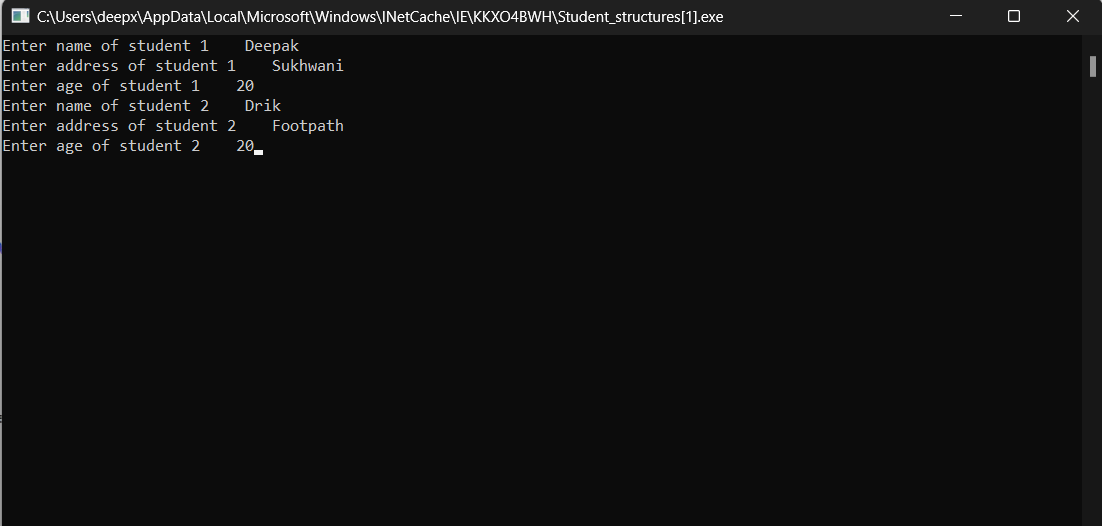 C:\Users\deepx\AppData\Local\Microsoft\Windows\INetCache\IE\KKXO4BWH\Student_structures[1].exe
Enter name of student 1    Deepak
Enter address of student 1    Sukhwani
Enter age of student 1    20
Enter name of student 2    Drik
Enter address of student 2    Footpath
Enter age of student 2    20